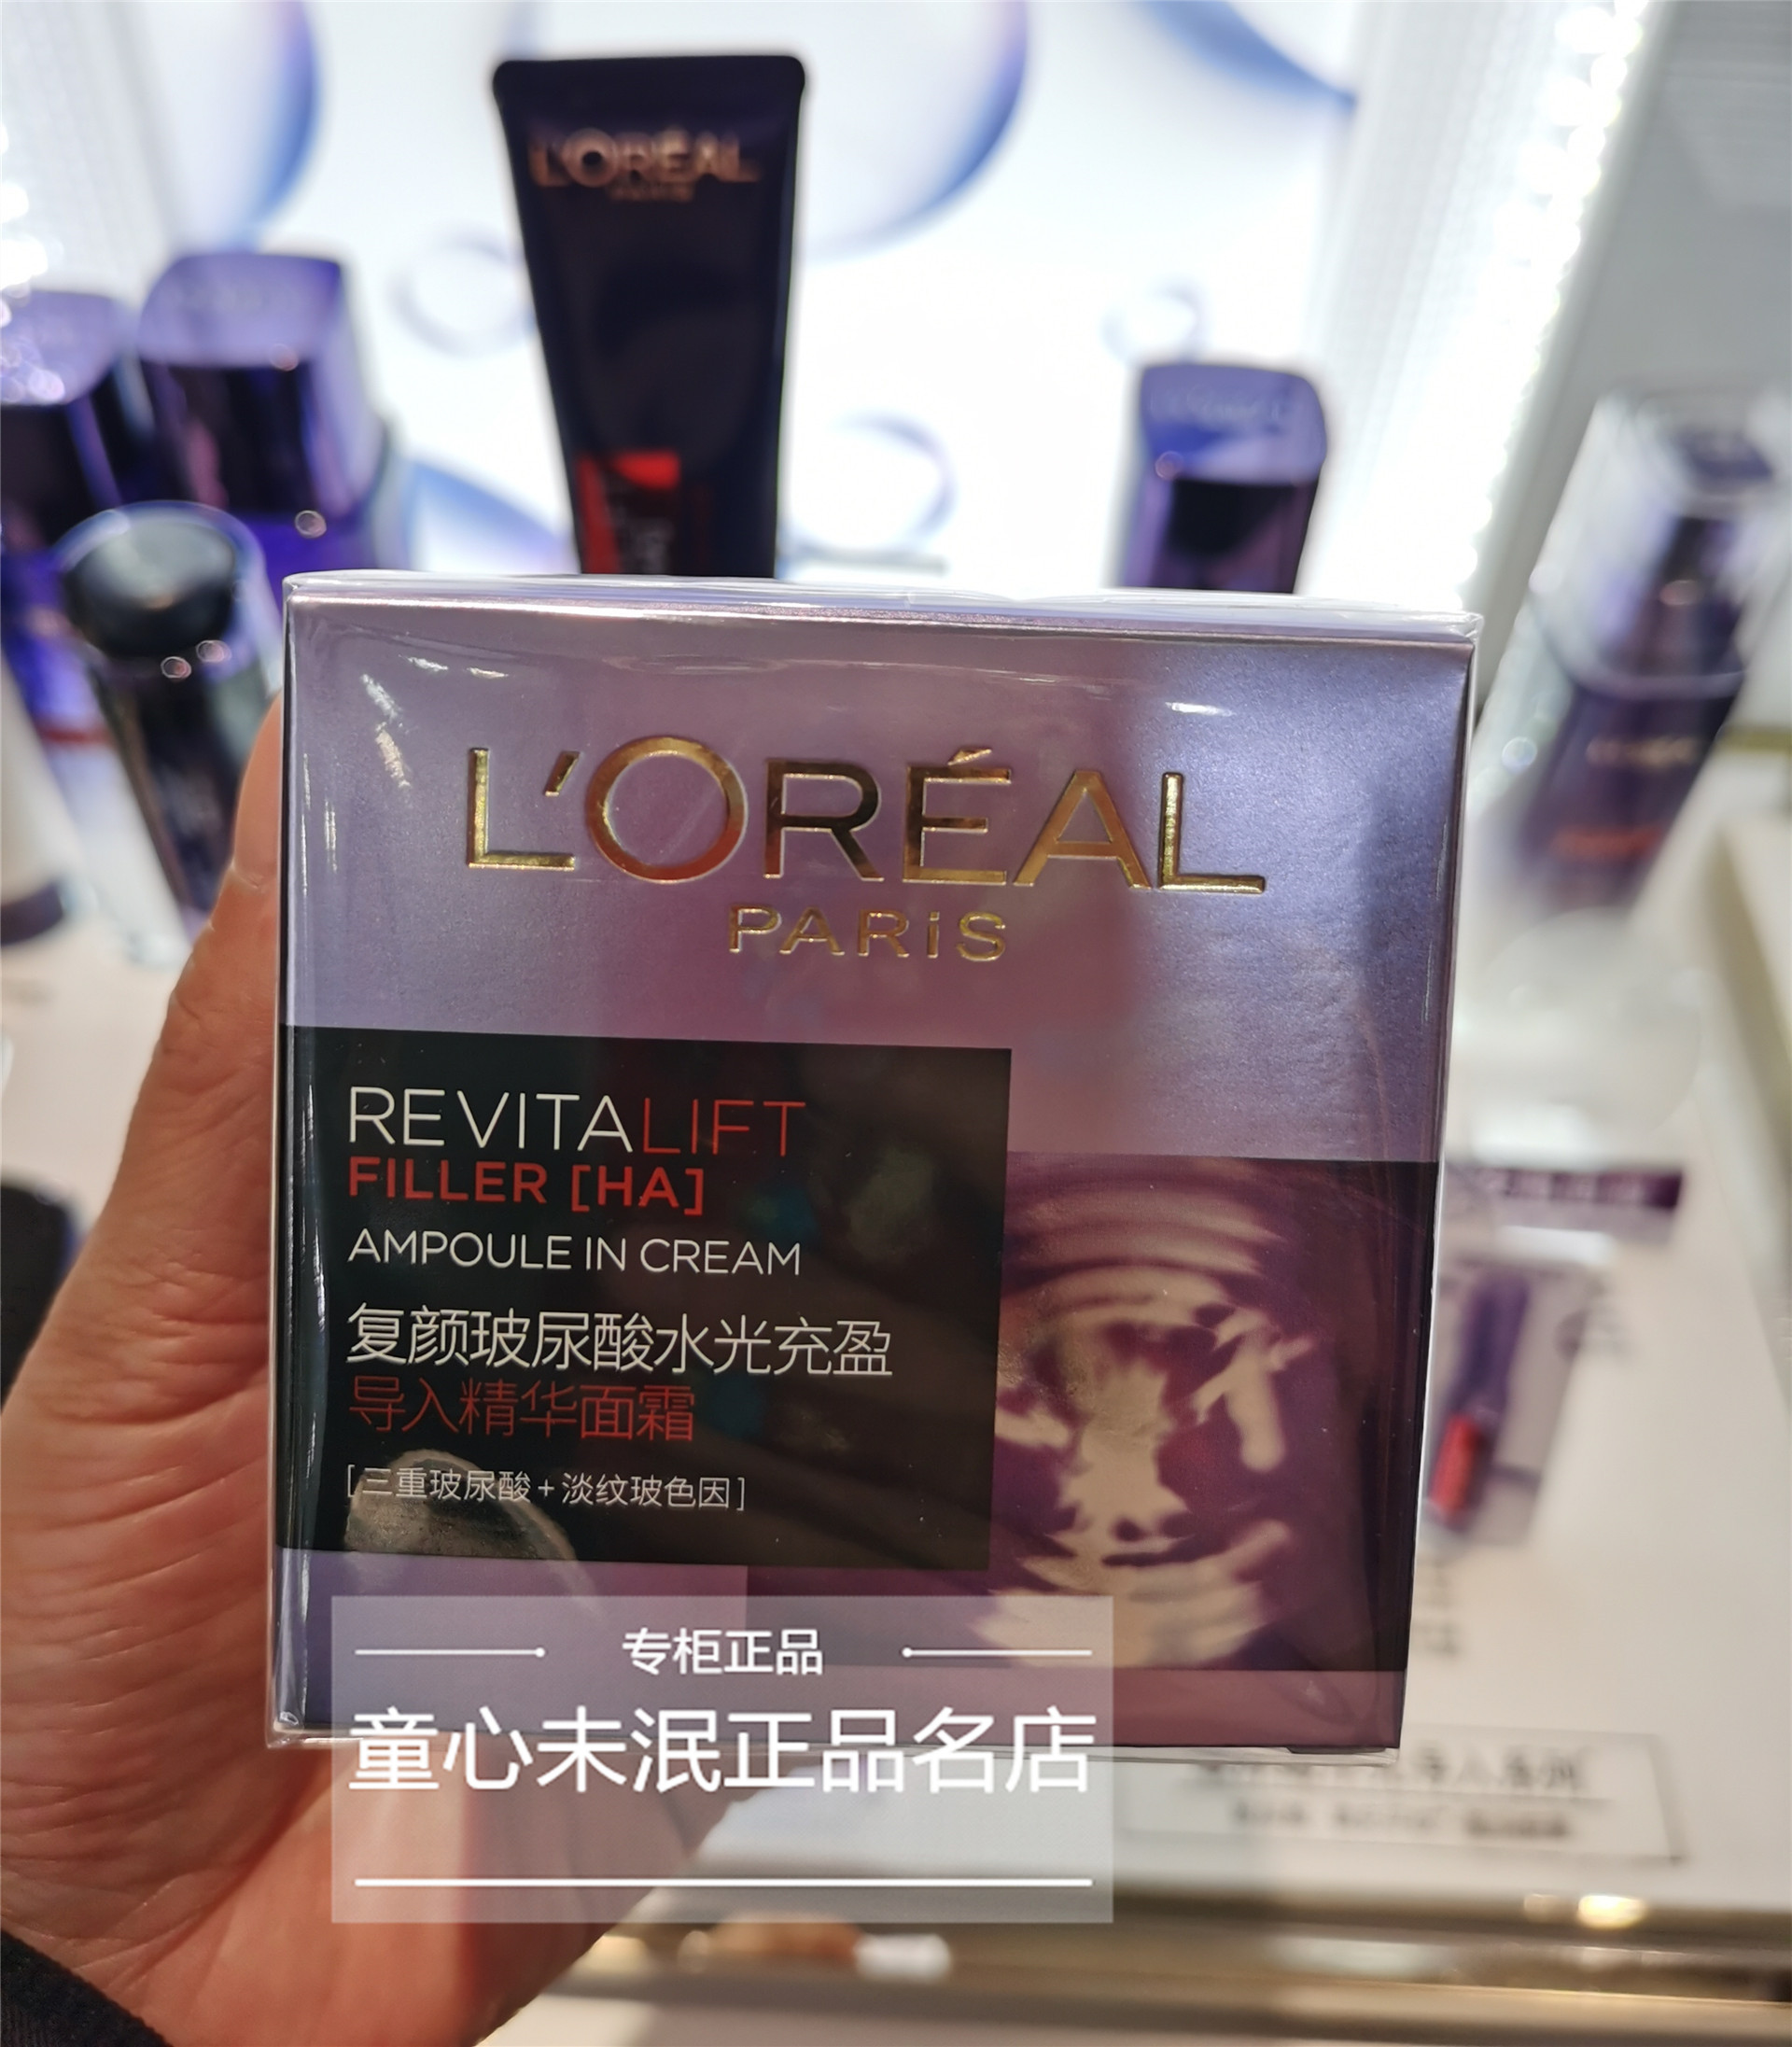 L'ORÉAL
L'ORÉAL
PARiS
REVITALIFT
FILLER [HA]
AMPOULE IN CREAM
复颜玻尿酸水光充盈
导入精华面霜
[三重玻尿酸+淡纹玻色因]
专柜正品
童心未泯正品名店